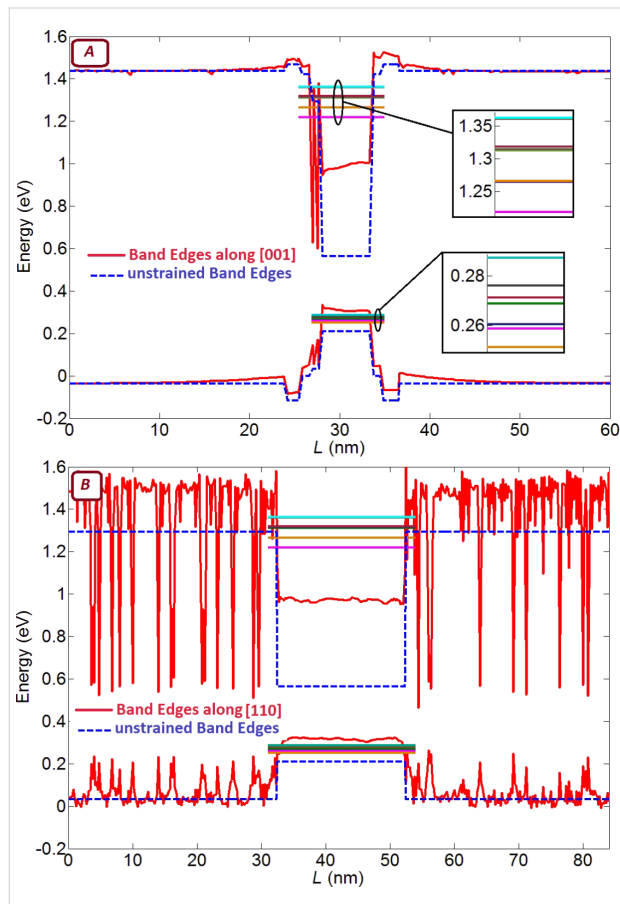 A
1.6
1.4
1.2
1
0.8
0.6
0.4
0.2
0
-0.2
Energy (eV)
1.35
1.3
1.25
Band Edges along [001]
unstrained Band Edges
0.28
0.26
0 10 20 30 40 50 60
L (nm)
B
1.6
1.4
1.2
1
0.8
0.6
0.4
0.2
0
-0.2
Energy (eV)
Band Edges along [110]
unstrained Band Edges
0 10 20 30 40 50 60 70 80
L (nm)